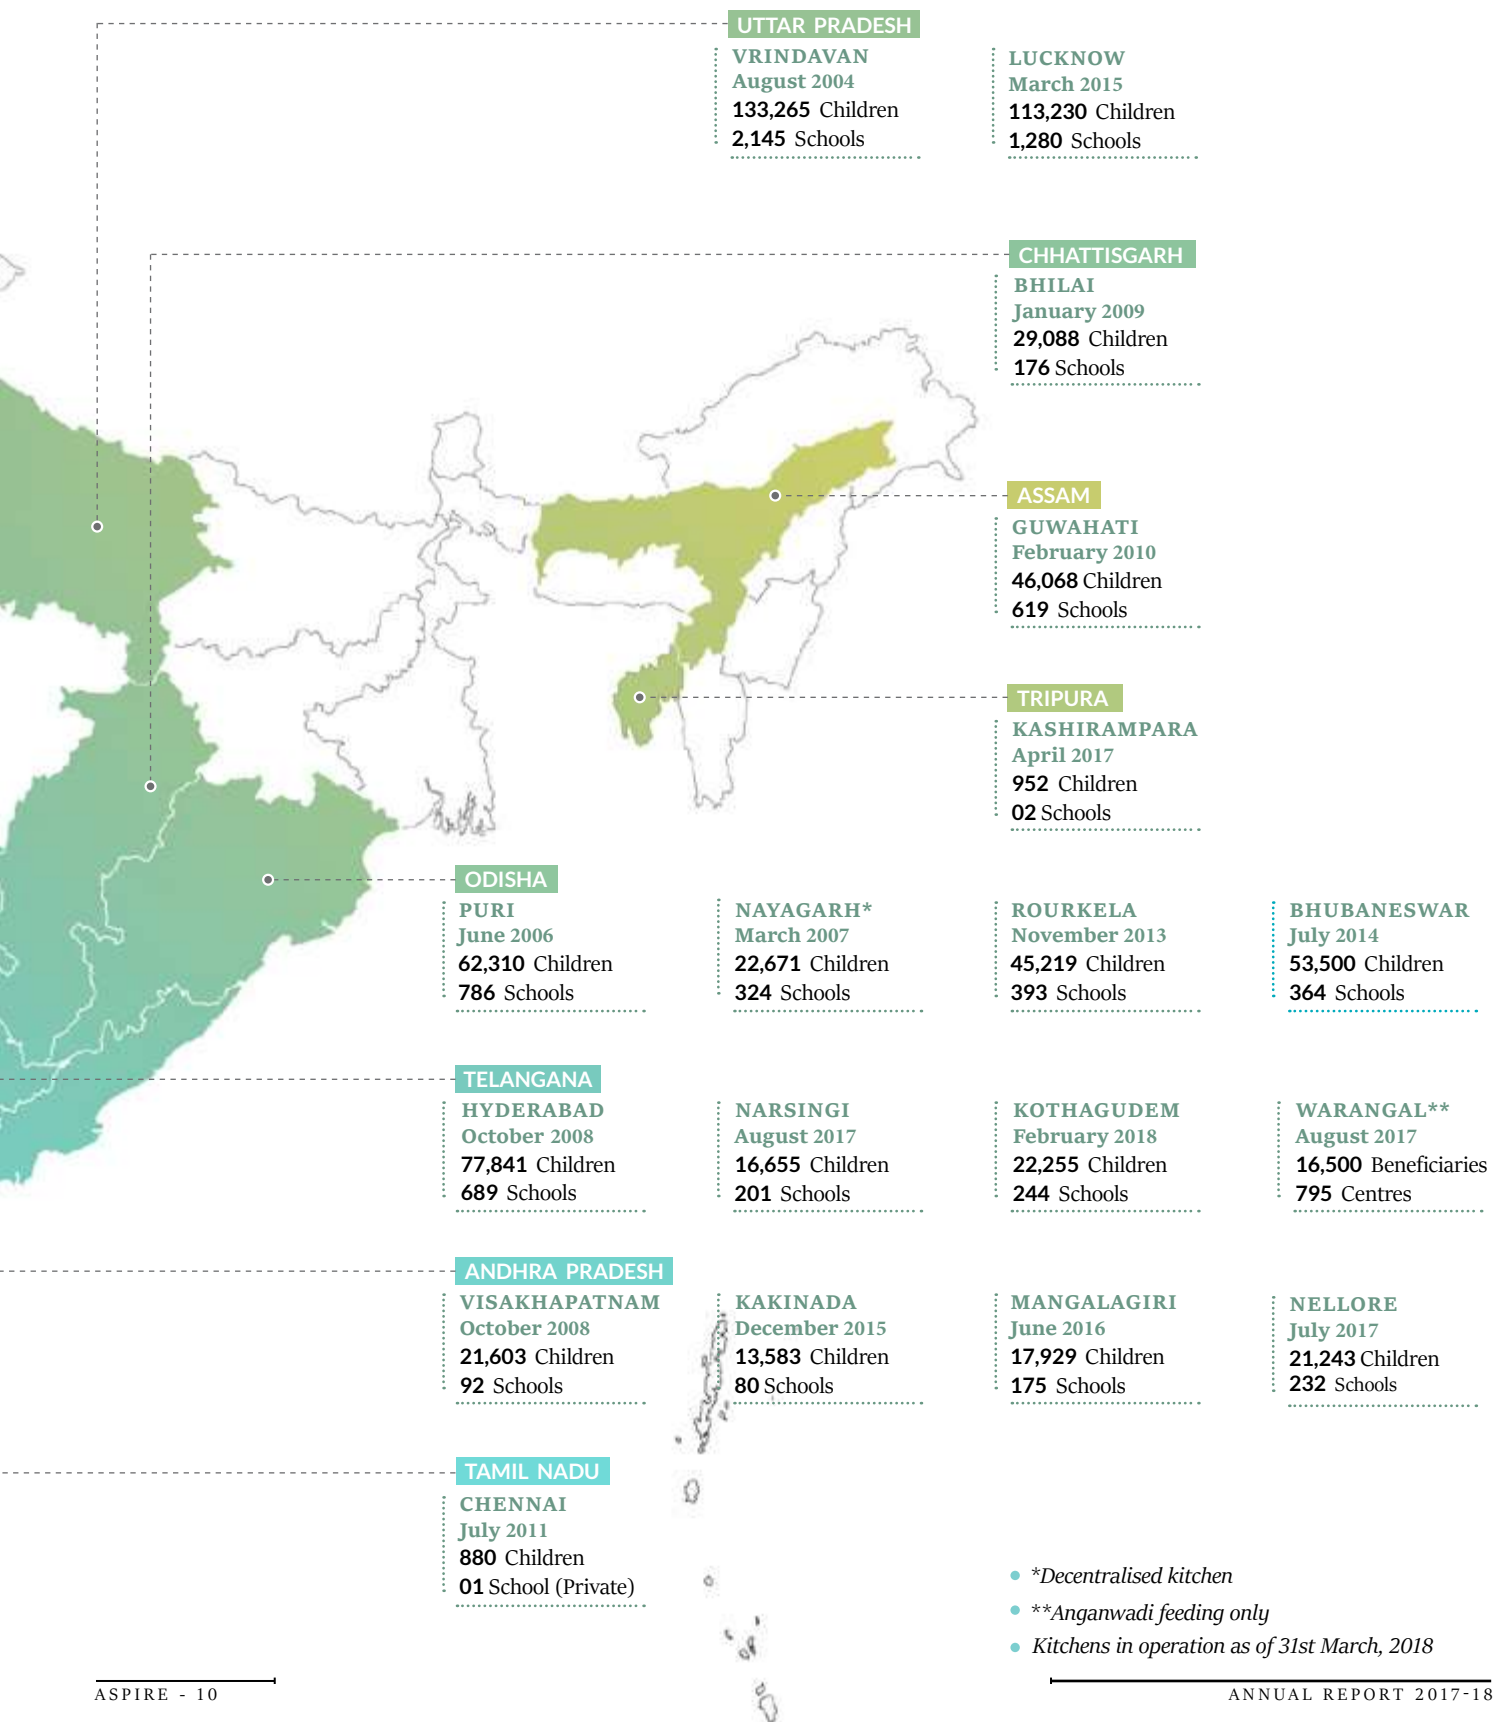 UTTAR PRADESH
VRINDAVAN
August 2004
133,265 Children
2,145 Schools
LUCKNOW
March 2015
113,230 Children
1,280 Schools
CHHATTISGARH
BHILAI
January 2009
29,088 Children
176 Schools
ASSAM
GUWAHATI
February 2010
46,068 Children
619 Schools
TRIPURA
KASHIRAMPARA
April 2017
952 Children
02 Schools
ODISHA
PURI
June 2006
62,310 Children
786 Schools
NAYAGARH*
March 2007
22,671 Children
324 Schools
ROURKELA
November 2013
45,219 Children
393 Schools
BHUBANESWAR
July 2014
53,500 Children
364 Schools
TELANGANA
HYDERABAD
October 2008
77,841 Children
689 Schools
NARSINGI
August 2017
16,655 Children
201 Schools
KOTHAGUDEM
February 2018
22,255 Children
244 Schools
WARANGAL**
August 2017
16,500 Beneficiaries
795 Centres
ANDHRA PRADESH
VISAKHAPATNAM
October 2008
21,603 Children
92 Schools
KAKINADA
December 2015
13,583 Children
80 Schools
MANGALAGIRI
June 2016
17,929 Children
175 Schools
NELLORE
July 2017
21,243 Children
232 Schools
TAMIL NADU
CHENNAI
July 2011
880 Children
01 School (Private)
*Decentralised kitchen
**Anganwadi feeding only
Kitchens in operation as of 31st March, 2018
ASPIRE - 10
ANNUAL REPORT 2017-18